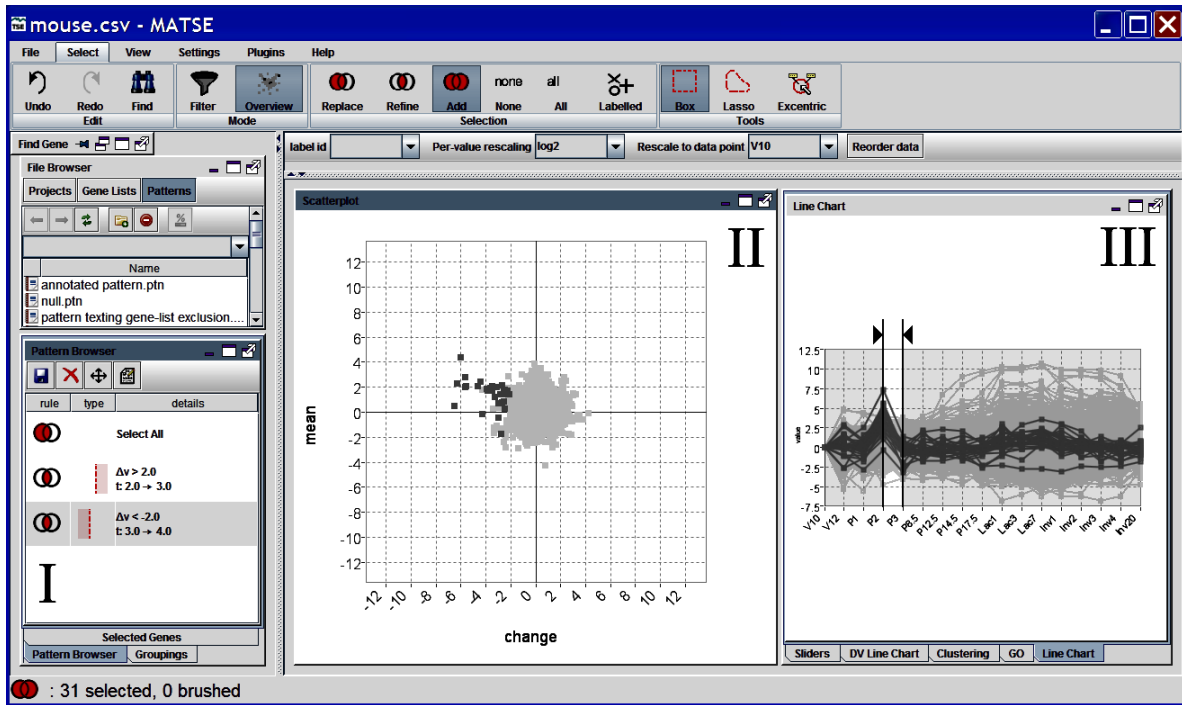 mouse.csv - MATSE
File Select View Settings Plugins Help
none all
Undo Redo Find Filter Overview Replace Refine Add None All Labelled Box Lasso Excentric
Edit Mode Selection Tools
Find Gene
label id Per-value rescaling log2 Rescale to data point V10 Reorder data
File Browser
Projects Gene Lists Patterns
%
Name
annotated pattern.ptn
null.ptn
pattern texting gene-list exclusion....
Pattern Browser
rule type details
Select All
Δv > 2.0
t: 2.0 → 3.0
Δv < -2.0
t: 3.0 → 4.0
I
Selected Genes
Pattern Browser Groupings
Scatterplot
II
12
10
8
6
4
2
0
-2
-4
-6
-8
-10
-12
mean
-12 -10 -8 -6 -4 -2 0 2 4 6 8 10 12
change
Line Chart
III
12.5
10
7.5
5
2.5
0
-2.5
-5
-7.5
value
V10 V12 P1 P2 P3 P8.5 P12.5 P14.5 P17.5 Lac1 Lac3 Lac7 Inv1 Inv2 Inv3 Inv4 Inv20
Sliders DV Line Chart Clustering GO Line Chart
: 31 selected, 0 brushed